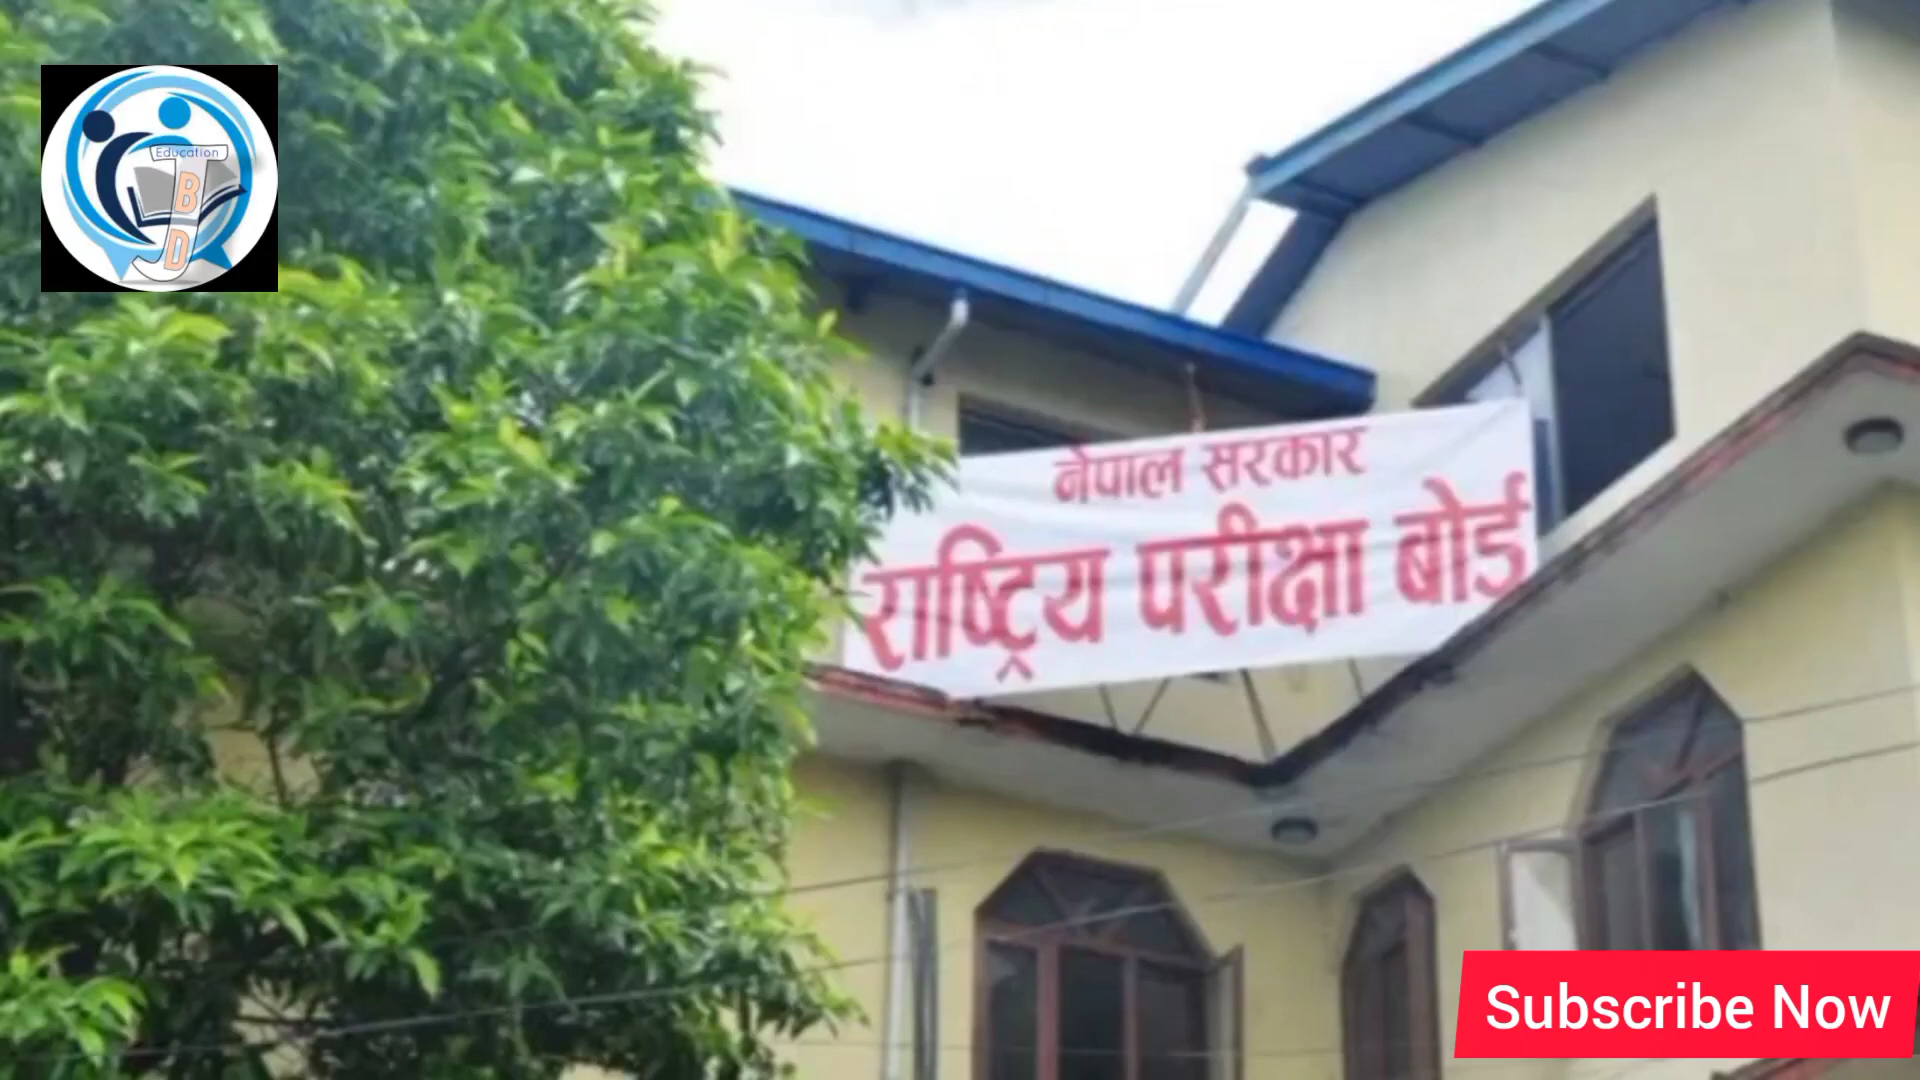 Education
J
B
D
नेपाल सरकार
राष्ट्रिय परीक्षा बोर्ड
Subscribe Now